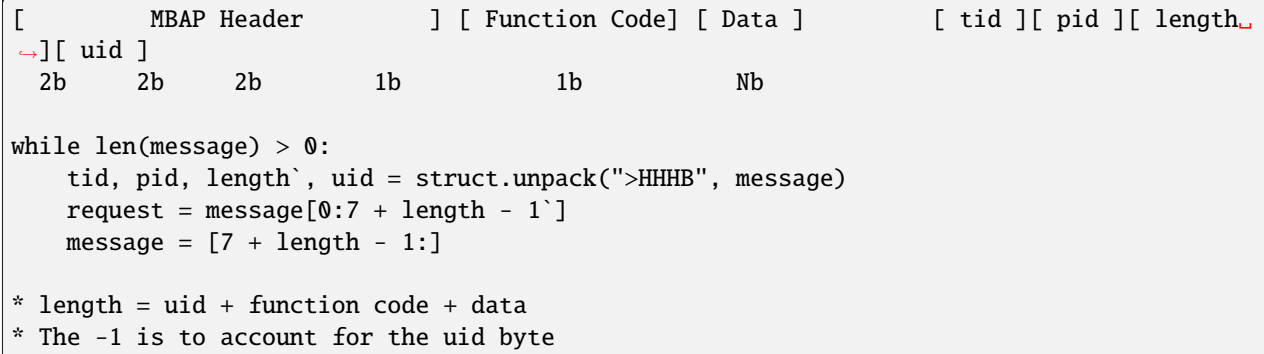 [         MBAP Header         ] [ Function Code] [ Data ]         [ tid ][ pid ][ length␣
↪][ uid ]
  2b     2b     2b       1b           1b          Nb

while len(message) > 0:
    tid, pid, length`, uid = struct.unpack(">HHHB", message)
    request = message[0:7 + length - 1`]
    message = [7 + length - 1:]

* length = uid + function code + data
* The -1 is to account for the uid byte